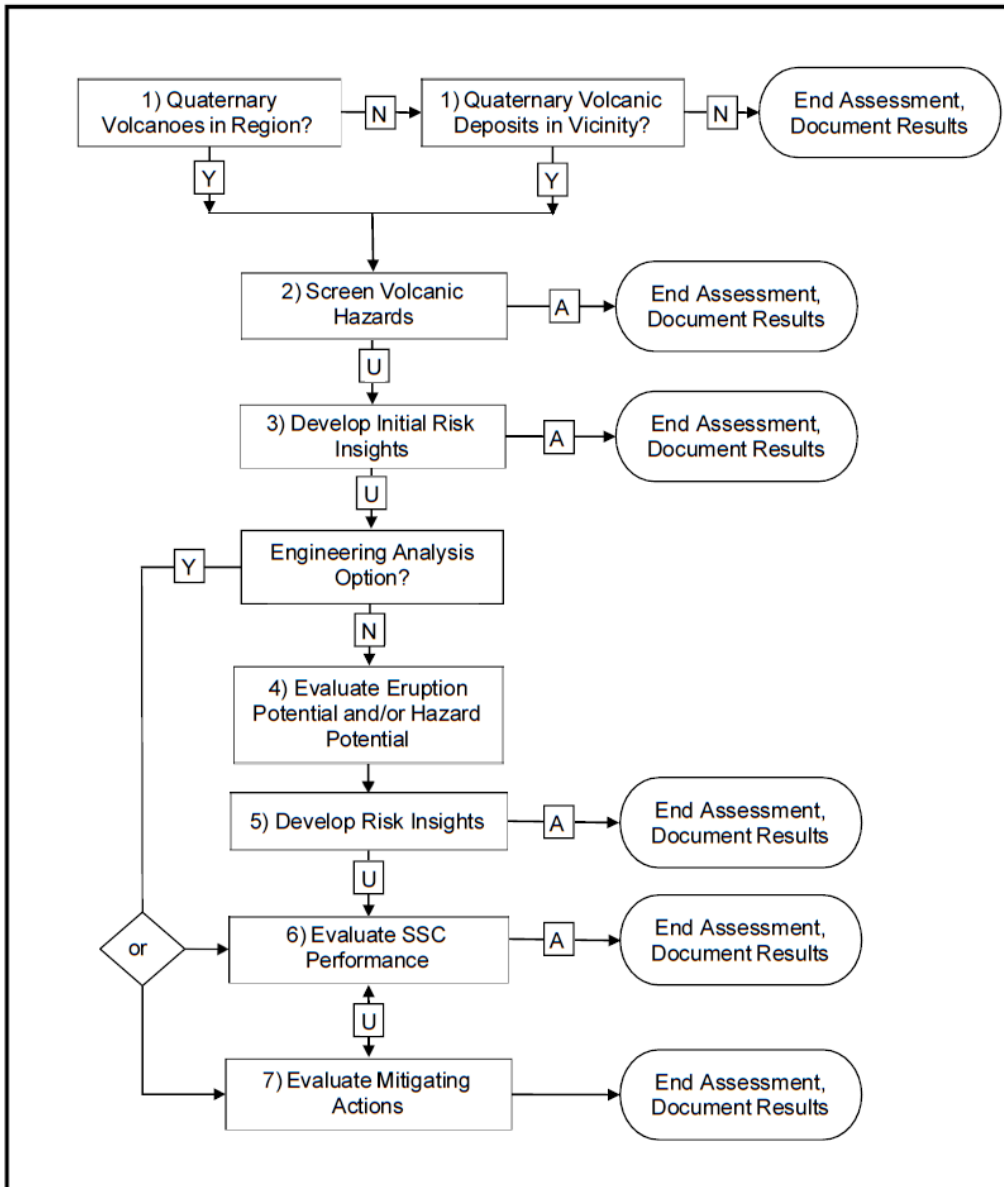 1) Quaternary
Volcanoes in Region?
N
1) Quaternary Volcanic
Deposits in Vicinity?
N
End Assessment,
Document Results
Y
Y
2) Screen Volcanic
Hazards
A
End Assessment,
Document Results
U
3) Develop Initial Risk
Insights
A
End Assessment,
Document Results
U
Engineering Analysis
Option?
Y
N
4) Evaluate Eruption
Potential and/or Hazard
Potential
5) Develop Risk Insights
A
End Assessment,
Document Results
U
or
6) Evaluate SSC
Performance
A
End Assessment,
Document Results
U
7) Evaluate Mitigating
Actions
End Assessment,
Document Results